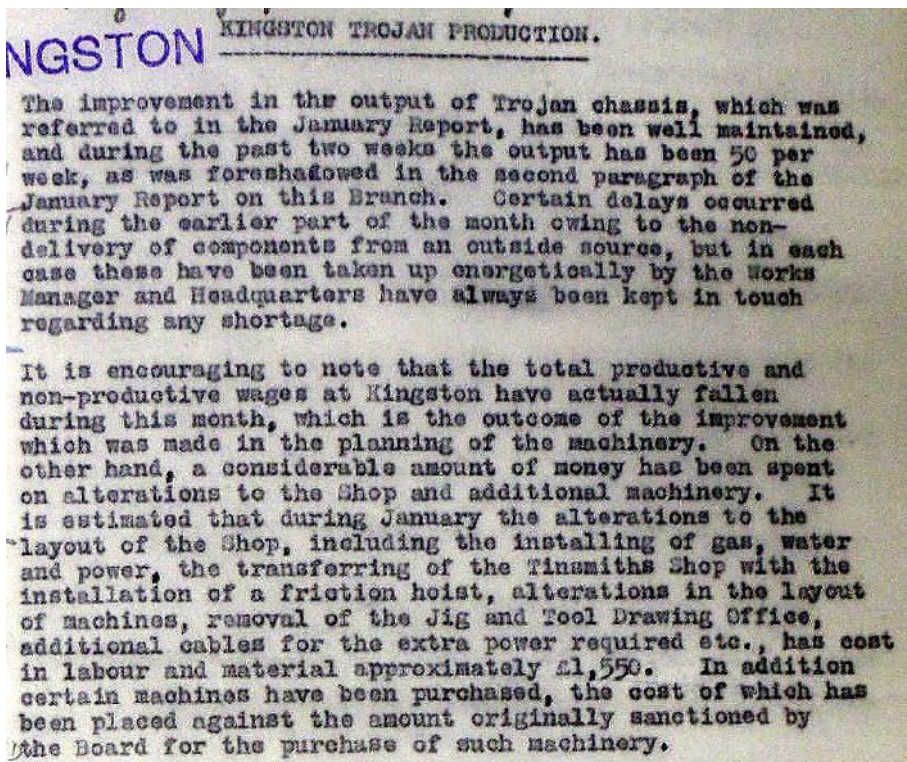 KINGSTON TROJAN PRODUCTION.
NGSTON
The improvement in the output of Trojan chassis, which was
referred to in the January Report, has been well maintained,
and during the past two weeks the output has been 50 per
week, as was foreshadowed in the second paragraph of the
January Report on this Branch. Certain delays occurred
during the earlier part of the month owing to the non-
delivery of components from an outside source, but in each
case these have been taken up energetically by the Works
Manager and Headquarters have always been kept in touch
regarding any shortage.
It is encouraging to note that the total productive and
non-productive wages at Kingston have actually fallen
during this month, which is the outcome of the improvement
which was made in the planning of the machinery. On the
other hand, a considerable amount of money has been spent
on alterations to the Shop and additional machinery. It
is estimated that during January the alterations to the
layout of the Shop, including the installing of gas, water
and power, the transferring of the Tinsmiths Shop with the
installation of a friction hoist, alterations in the layout
of machines, removal of the Jig and Tool Drawing Office,
additional cables for the extra power required etc., has cost
in labour and material approximately £1,550. In addition
certain machines have been purchased, the cost of which has
been placed against the amount originally sanctioned by
the Board for the purchase of such machinery.